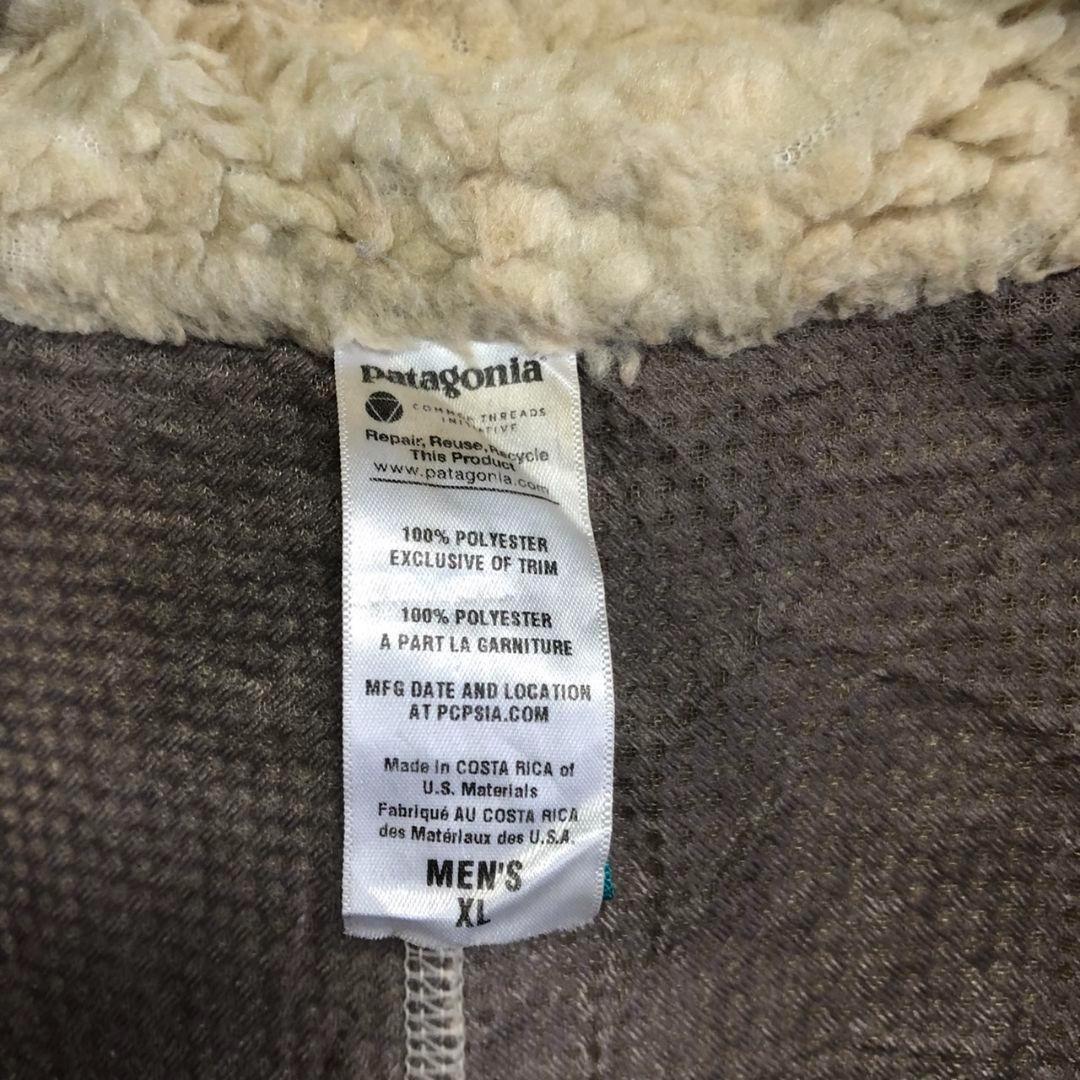 patagonia
COMMON THREADS
INITIATIVE
Repair, Reuse, Recycle
This Product
www.patagonia.com
100% POLYESTER
EXCLUSIVE OF TRIM
100% POLYESTER
A PART LA GARNITURE
MFG DATE AND LOCATION
AT PCPSIA.COM
Made in COSTA RICA of
U.S. Materials
Fabriqué AU COSTA RICA
des Matériaux des U.S.A.
MEN'S
XL